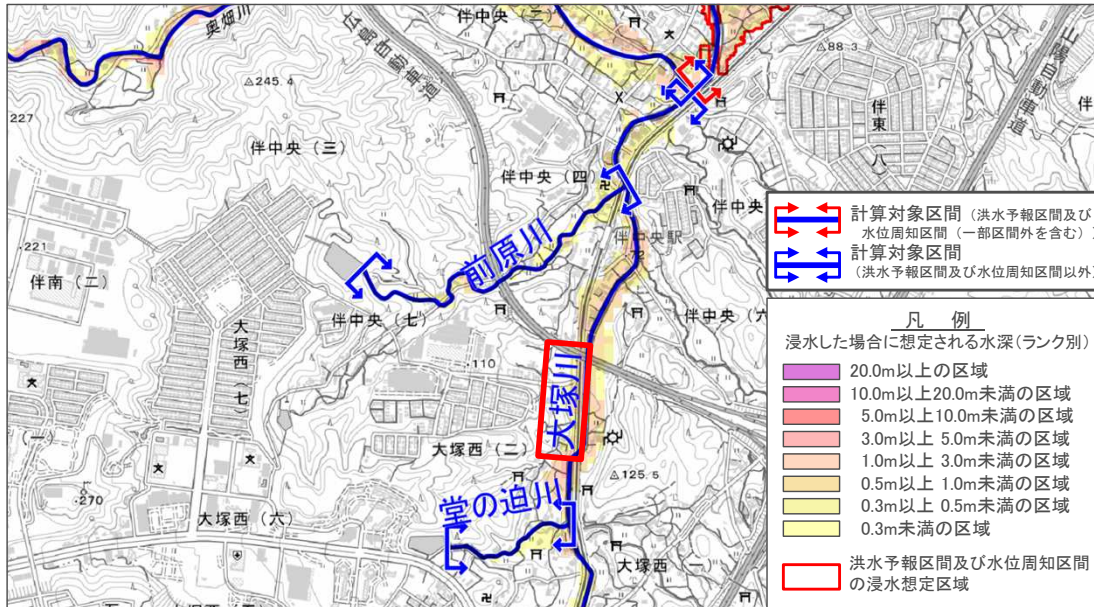 奥畑川
伴中央(二)
広島自動車道
山陽自動車道
△88.3
△245.4
227
伴東(八)
伴中央(三)
伴中央(四)
伴中央
伴中央駅
221
伴南(二)
前原川
伴中央(七)
大塚西(七)
伴中央(六
・110
大塚川
大塚西(二)
△125.5
・270
堂の迫川
大塚西(六)
大塚西(一)
計算対象区間(洪水予報区間及び
水位周知区間(一部区間外を含む))
計算対象区間
(洪水予報区間及び水位周知区間以外)
凡 例
浸水した場合に想定される水深(ランク別)
20.0m以上の区域
10.0m以上20.0m未満の区域
5.0m以上10.0m未満の区域
3.0m以上 5.0m未満の区域
1.0m以上 3.0m未満の区域
0.5m以上 1.0m未満の区域
0.3m以上 0.5m未満の区域
0.3m未満の区域
洪水予報区間及び水位周知区間
の浸水想定区域